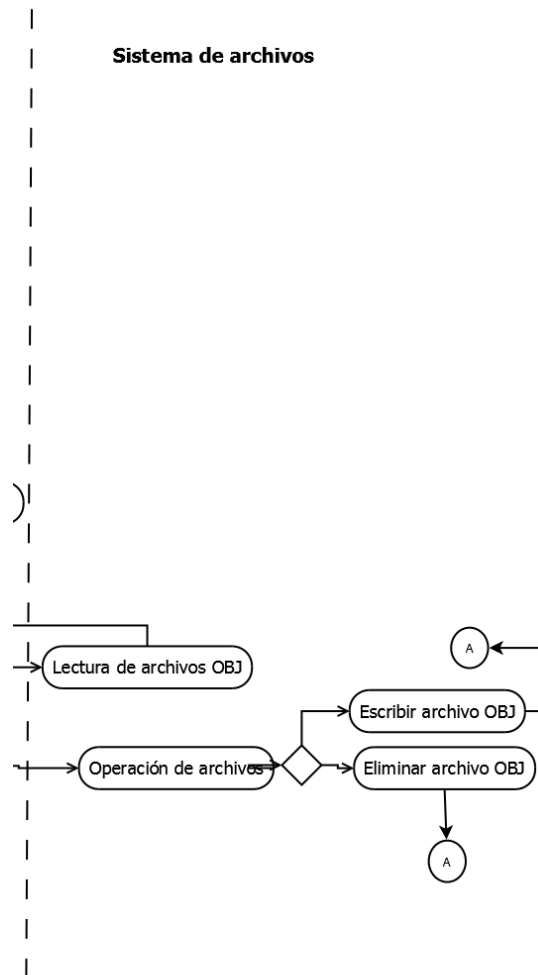 Sistema de archivos
A
Lectura de archivos OBJ
Escribir archivo OBJ
Operación de archivos
Eliminar archivo OBJ
A